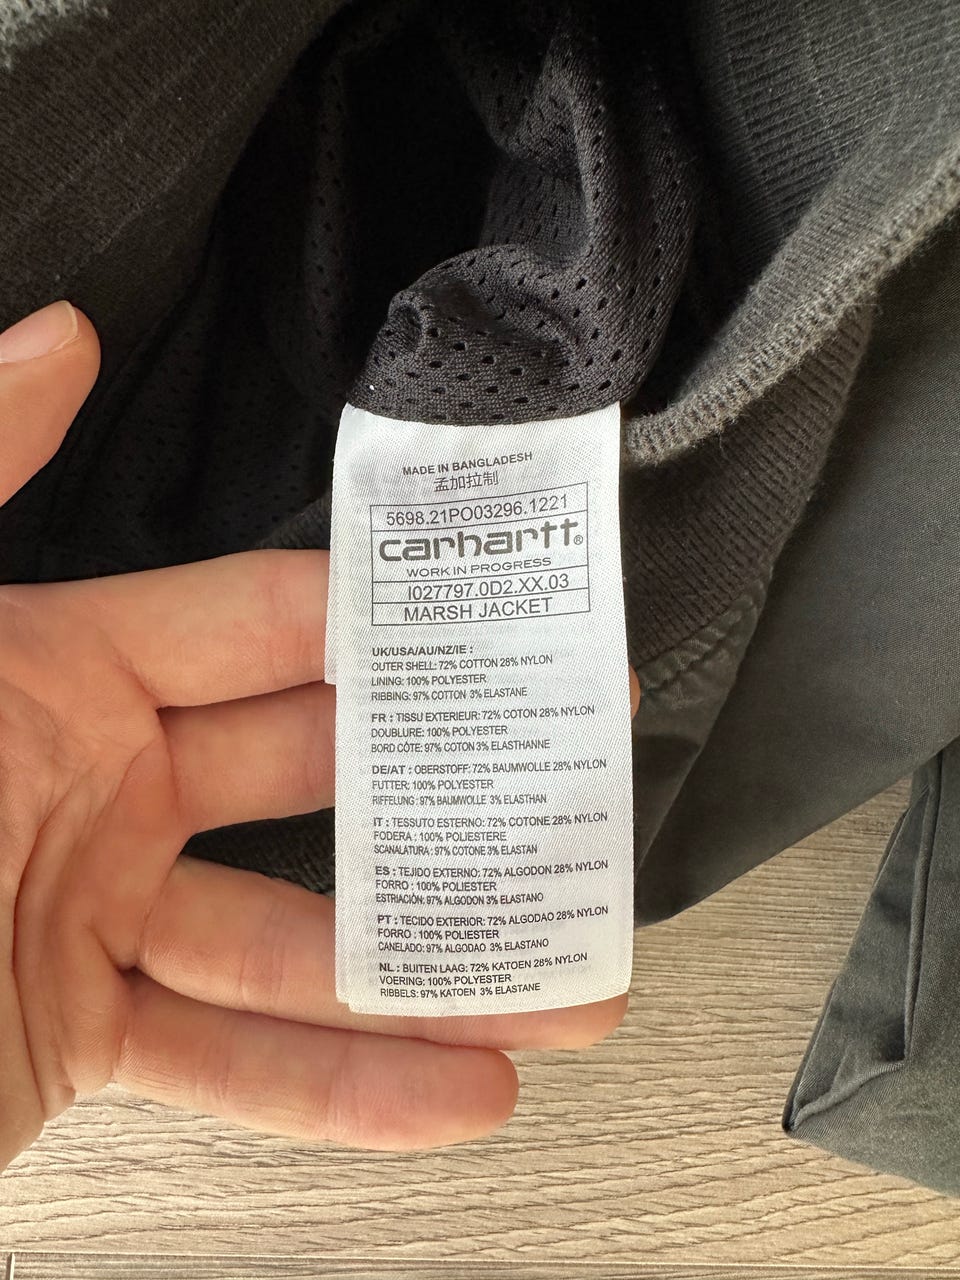 MADE IN BANGLADESH
孟加拉制
5698.21PO03296.1221
carhartt®
WORK IN PROGRESS
I027797.0D2.XX.03
MARSH JACKET
UK/USA/AU/NZ/IE :
OUTER SHELL: 72% COTTON 28% NYLON
LINING: 100% POLYESTER
RIBBING: 97% COTTON 3% ELASTANE
FR : TISSU EXTERIEUR: 72% COTON 28% NYLON
DOUBLURE: 100% POLYESTER
BORD CÔTE: 97% COTON 3% ELASTHANNE
DE/AT : OBERSTOFF: 72% BAUMWOLLE 28% NYLON
FUTTER: 100% POLYESTER
RIFFELUNG: 97% BAUMWOLLE 3% ELASTHAN
IT : TESSUTO ESTERNO: 72% COTONE 28% NYLON
FODERA : 100% POLIESTERE
SCANALATURA : 97% COTONE 3% ELASTAN
ES : TEJIDO EXTERNO: 72% ALGODON 28% NYLON
FORRO : 100% POLIESTER
ESTRIACIÓN: 97% ALGODON 3% ELASTANO
PT : TECIDO EXTERIOR: 72% ALGODAO 28% NYLON
FORRO : 100% POLIESTER
CANELADO: 97% ALGODAO 3% ELASTANO
NL : BUITEN LAAG: 72% KATOEN 28% NYLON
VOERING: 100% POLYESTER
RIBBELS: 97% KATOEN 3% ELASTANE